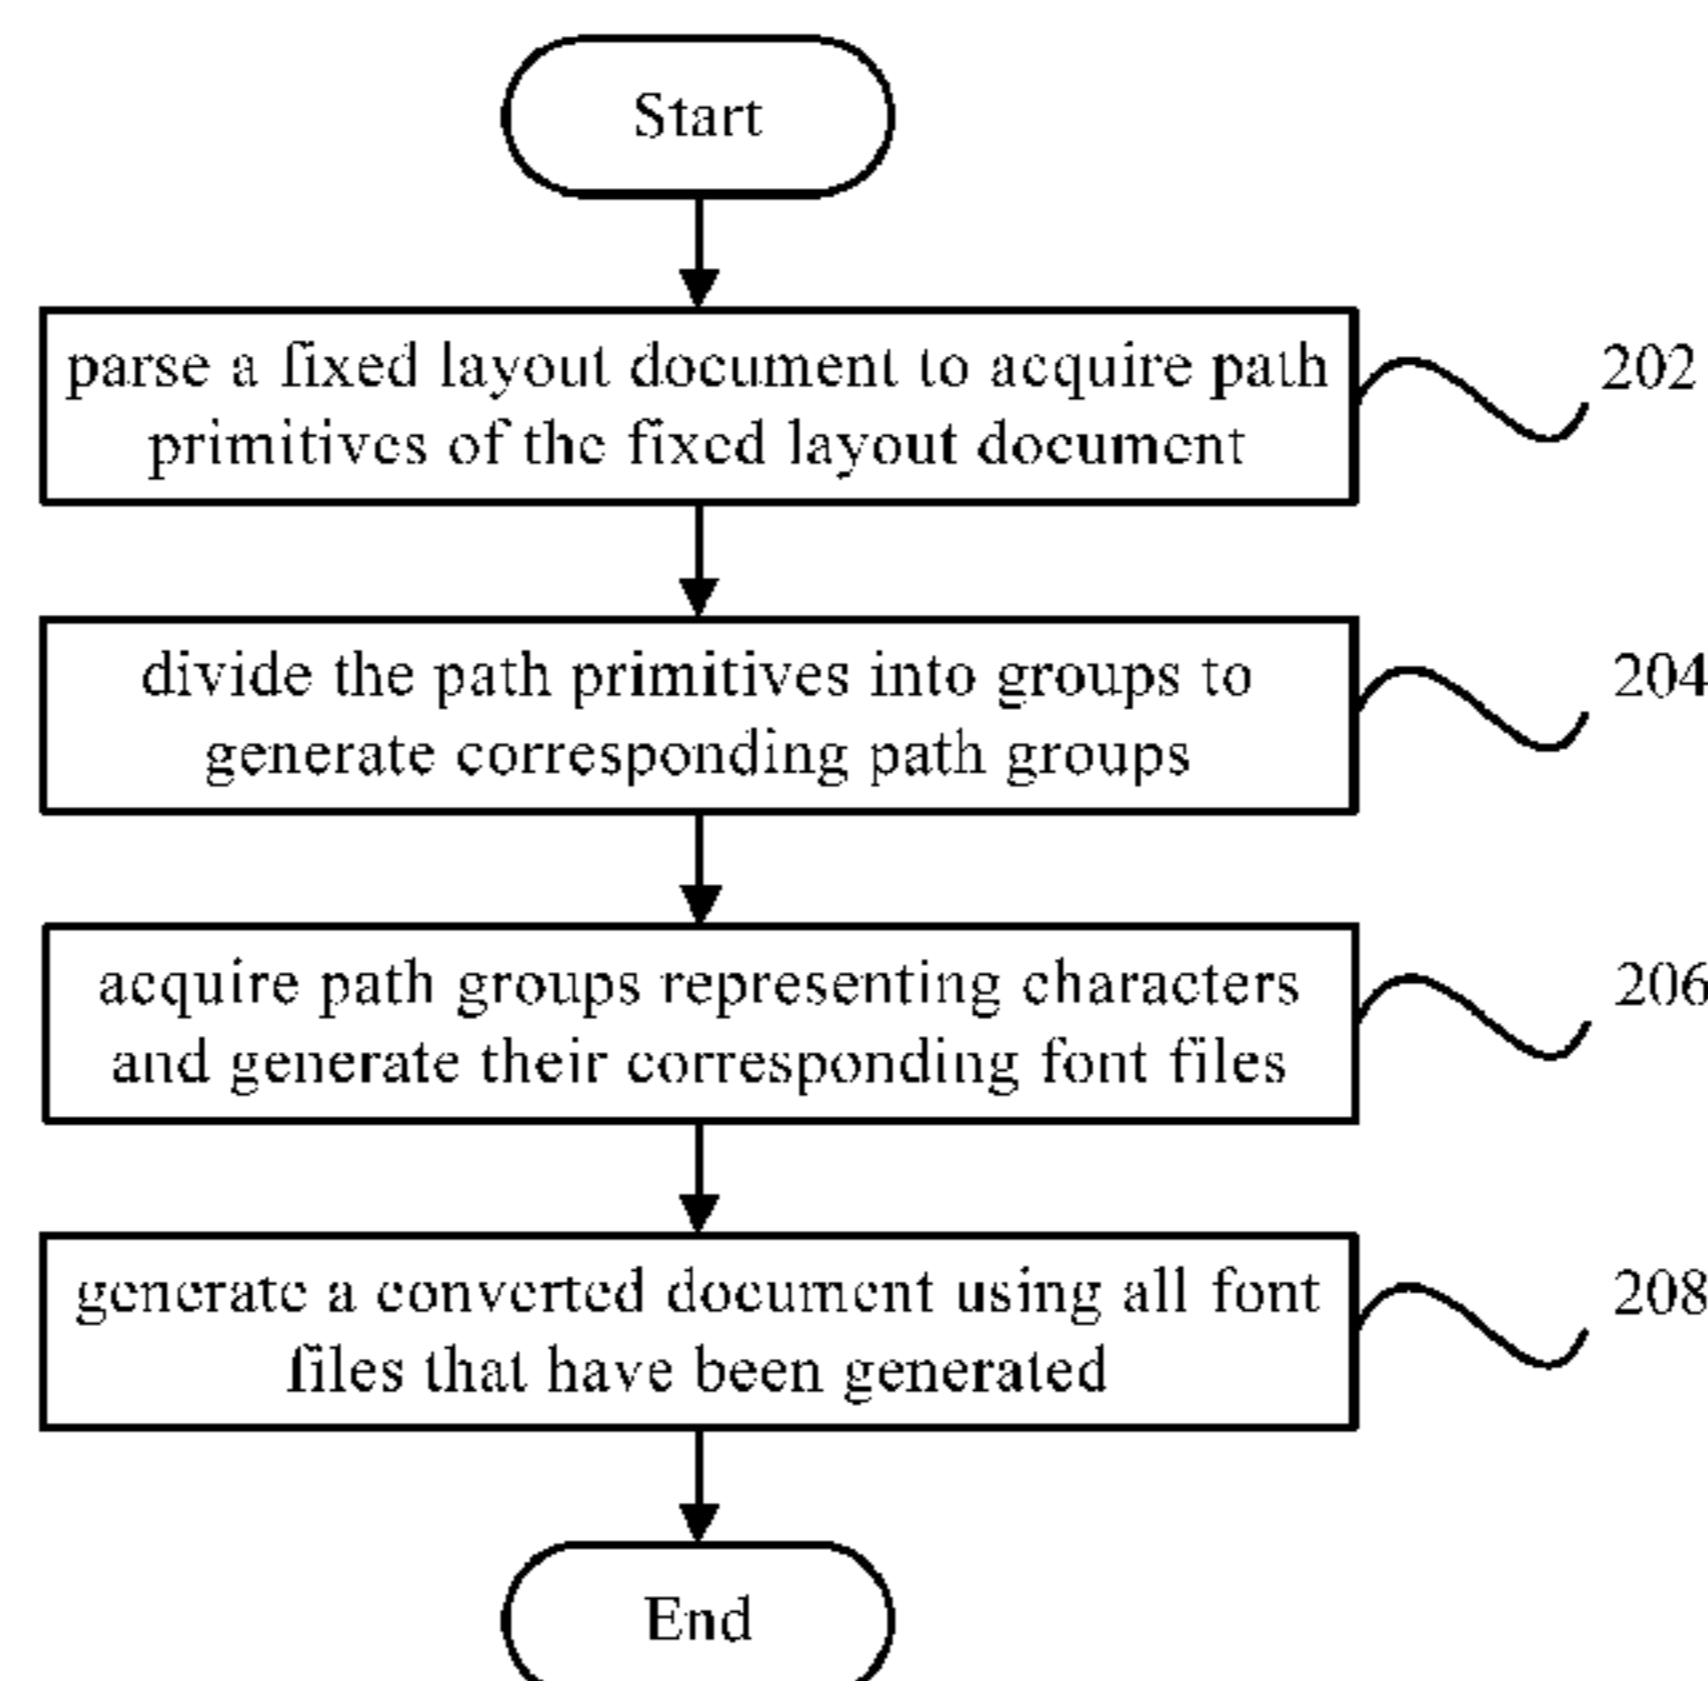 Start
parse a fixed layout document to acquire path
primitives of the fixed layout document
202
divide the path primitives into groups to
generate corresponding path groups
204
acquire path groups representing characters
and generate their corresponding font files
206
generate a converted document using all font
files that have been generated
208
End